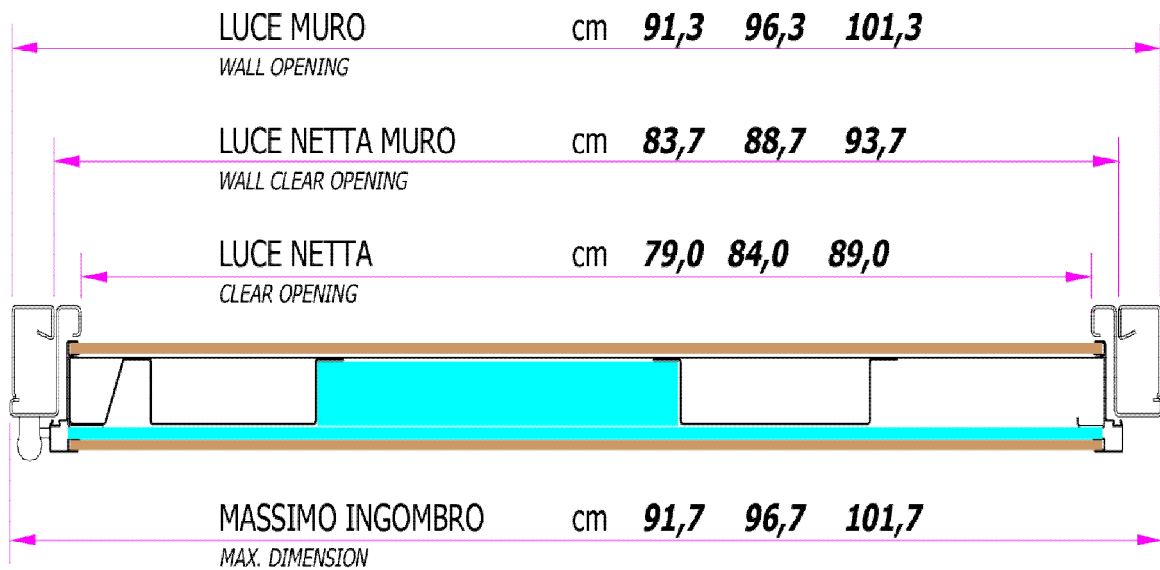 LUCE MURO cm 91,3 96,3 101,3
WALL OPENING
LUCE NETTA MURO cm 83,7 88,7 93,7
WALL CLEAR OPENING
LUCE NETTA cm 79,0 84,0 89,0
CLEAR OPENING
MASSIMO INGOMBRO cm 91,7 96,7 101,7
MAX. DIMENSION